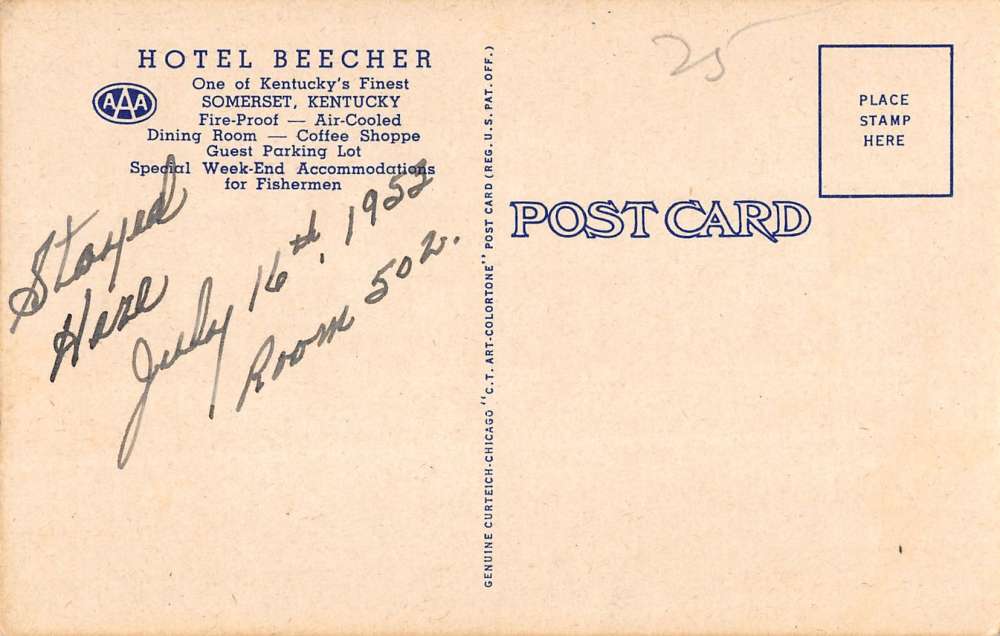 HOTEL BEECHER
One of Kentucky's Finest
AAA
SOMERSET, KENTUCKY
Fire-Proof — Air-Cooled
Dining Room — Coffee Shoppe
Guest Parking Lot
Special Week-End Accommodations
for Fishermen
Stayed
Here
July 16th, 1952
Room 502.
GENUINE CURTEICH-CHICAGO "C.T. ART-COLORTONE" POST CARD (REG. U.S. PAT. OFF.)
25
PLACE
STAMP
HERE
POST CARD